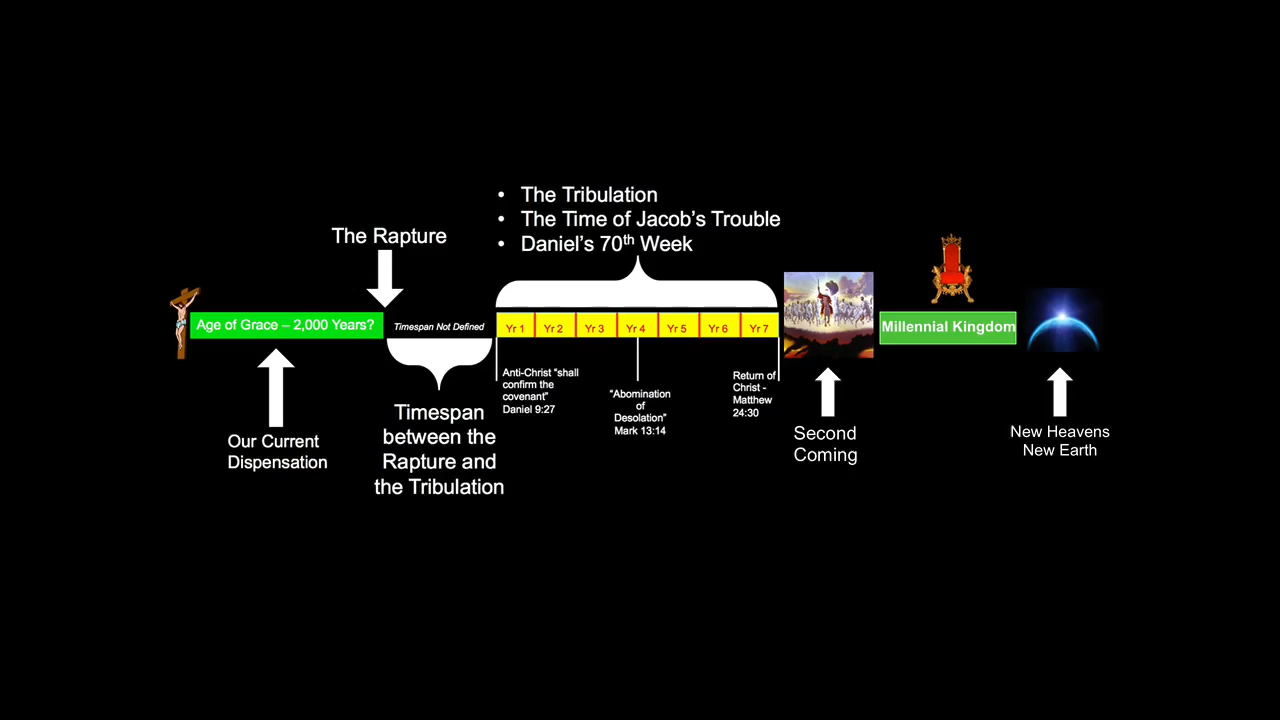 • The Tribulation
• The Time of Jacob's Trouble
• Daniel's 70th Week
The Rapture
Age of Grace – 2,000 Years?
Timespan Not Defined
Yr 1
Yr 2
Yr 3
Yr 4
Yr 5
Yr 6
Yr 7
Millennial Kingdom
Our Current
Dispensation
Timespan
between the
Rapture and
the Tribulation
Anti-Christ “shall
confirm the
covenant”
Daniel 9:27
“Abomination
of
Desolation”
Mark 13:14
Return of
Christ -
Matthew
24:30
Second
Coming
New Heavens
New Earth